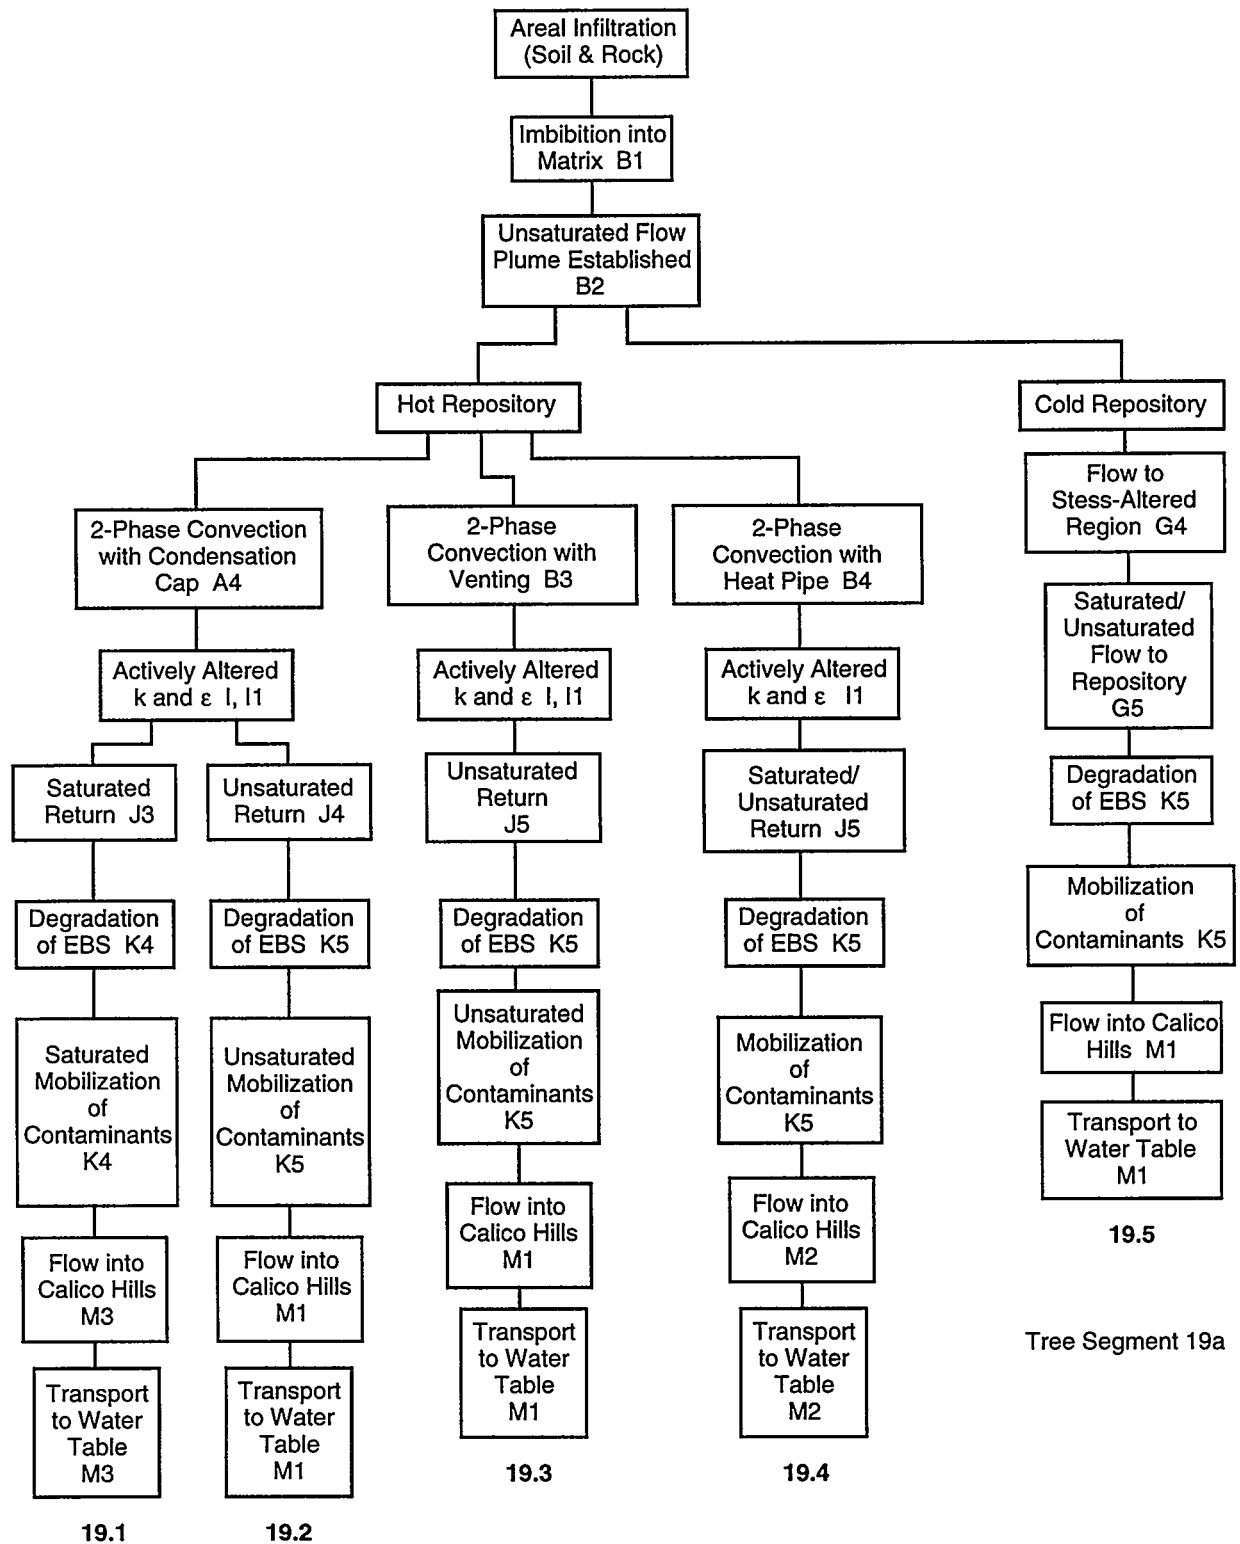 Areal Infiltration
(Soil & Rock)
Imbibition into
Matrix B1
Unsaturated Flow
Plume Established
B2
Hot Repository
Cold Repository
2-Phase Convection
with Condensation
Cap A4
Actively Altered
k and ε I, I1
Saturated
Return J3
Degradation
of EBS K4
Saturated
Mobilization
of
Contaminants
K4
Flow into
Calico Hills
M3
Transport
to Water
Table
M3
19.1
Unsaturated
Return J4
Degradation
of EBS K5
Unsaturated
Mobilization
of
Contaminants
K5
Flow into
Calico Hills
M1
Transport
to Water
Table
M1
19.2
2-Phase
Convection with
Venting B3
Actively Altered
k and ε I, I1
Unsaturated
Return
J5
Degradation
of EBS K5
Unsaturated
Mobilization
of
Contaminants
K5
Flow into
Calico Hills
M1
Transport
to Water
Table
M1
19.3
2-Phase
Convection with
Heat Pipe B4
Actively Altered
k and ε I1
Saturated/
Unsaturated
Return J5
Degradation
of EBS K5
Mobilization
of
Contaminants
K5
Flow into
Calico Hills
M2
Transport
to Water
Table
M2
19.4
Flow to
Stess-Altered
Region G4
Saturated/
Unsaturated
Flow to
Repository
G5
Degradation
of EBS K5
Mobilization
of
Contaminants K5
Flow into Calico
Hills M1
Transport to
Water Table
M1
19.5
Tree Segment 19a